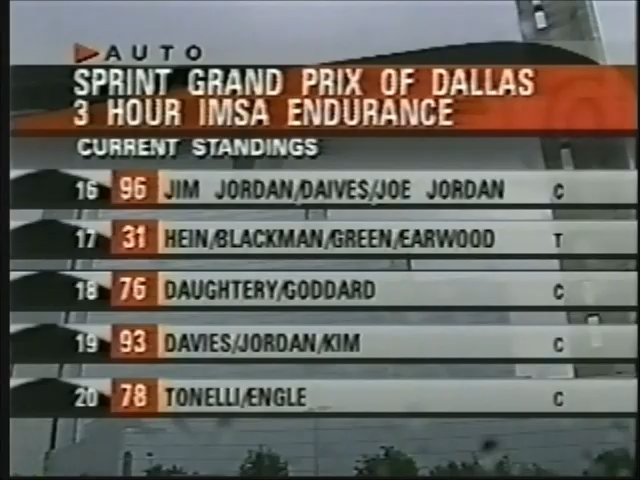 AUTO
SPRINT GRAND PRIX OF DALLAS
3 HOUR IMSA ENDURANCE
CURRENT STANDINGS
16 96 JIM JORDAN/DAIVES/JOE JORDAN C
17 31 HEIN/BLACKMAN/GREEN/EARWOOD T
18 76 DAUGHTERY/GODDARD C
19 93 DAVIES/JORDAN/KIM C
20 78 TONELLI/ENGLE C